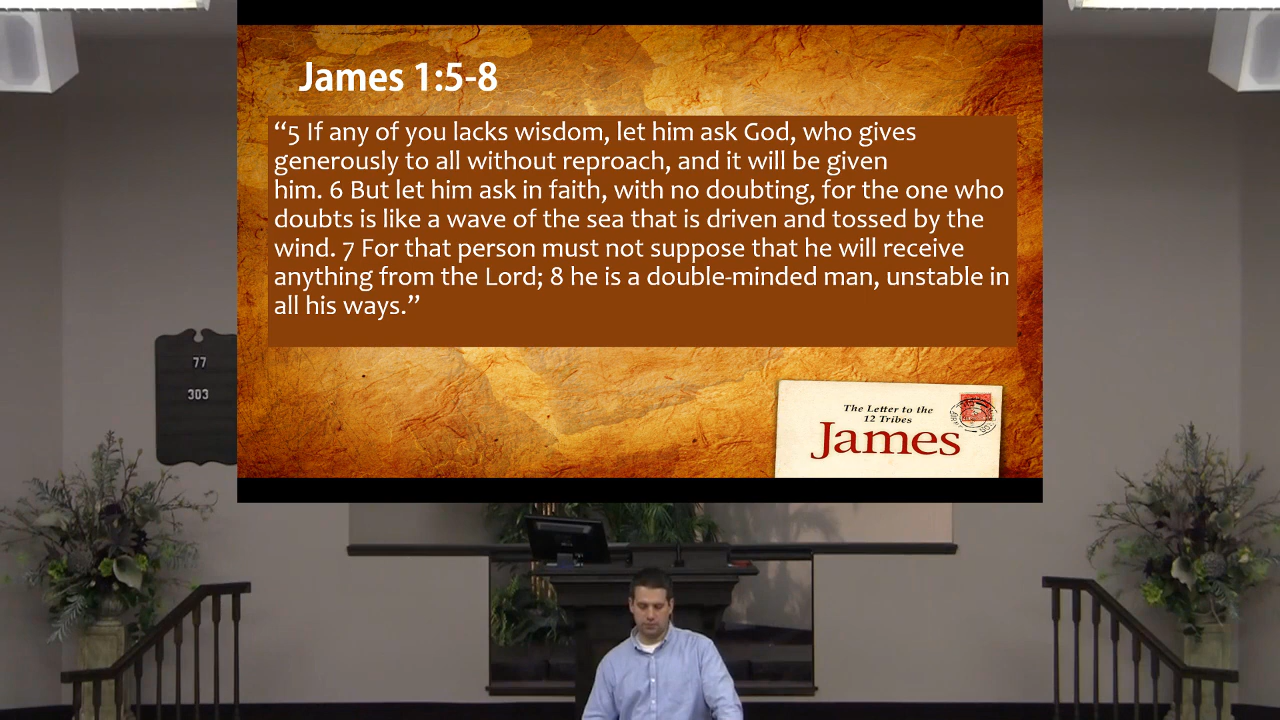 James 1:5-8
“5 If any of you lacks wisdom, let him ask God, who gives
generously to all without reproach, and it will be given
him. 6 But let him ask in faith, with no doubting, for the one who
doubts is like a wave of the sea that is driven and tossed by the
wind. 7 For that person must not suppose that he will receive
anything from the Lord; 8 he is a double-minded man, unstable in
all his ways.”
77
303
The Letter to the
12 Tribes
James